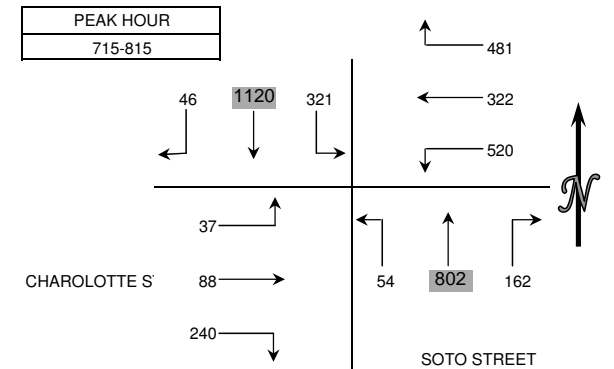 PEAK HOUR
715-815
481
46 1120 321
322
520
N
37
CHAROLOTTE S
88
54 802 162
240
SOTO STREET